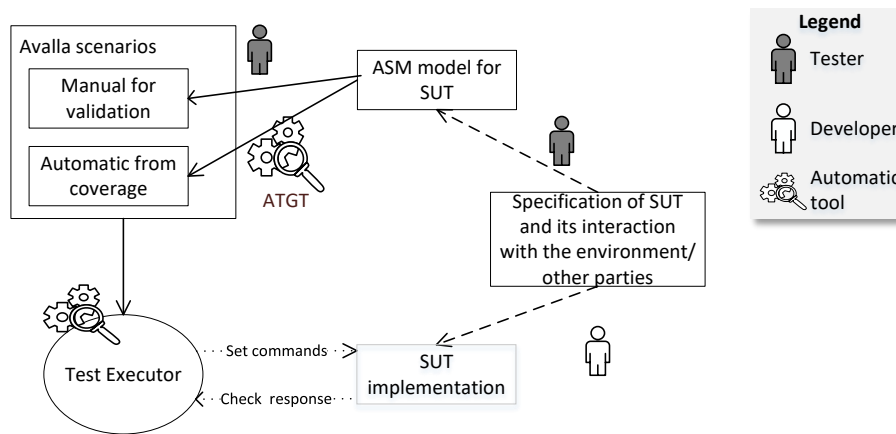 Legend
Tester
Developer
Automatic
tool
Avalla scenarios
Manual for
validation
Automatic from
coverage
ASM model for
SUT
ATGT
Specification of SUT
and its interaction
with the environment/
other parties
Test Executor
Set commands
Check response
SUT
implementation